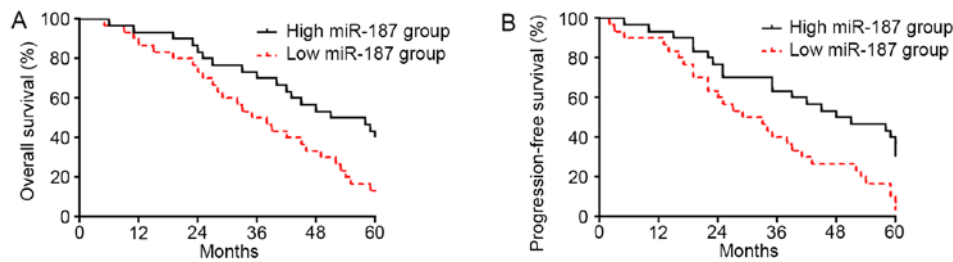 A
High miR-187 group
Low miR-187 group
Overall survival (%)
100
80
60
40
20
0
0 12 24 36 48 60
Months
B
High miR-187 group
Low miR-187 group
Progression-free survival (%)
100
80
60
40
20
0
0 12 24 36 48 60
Months